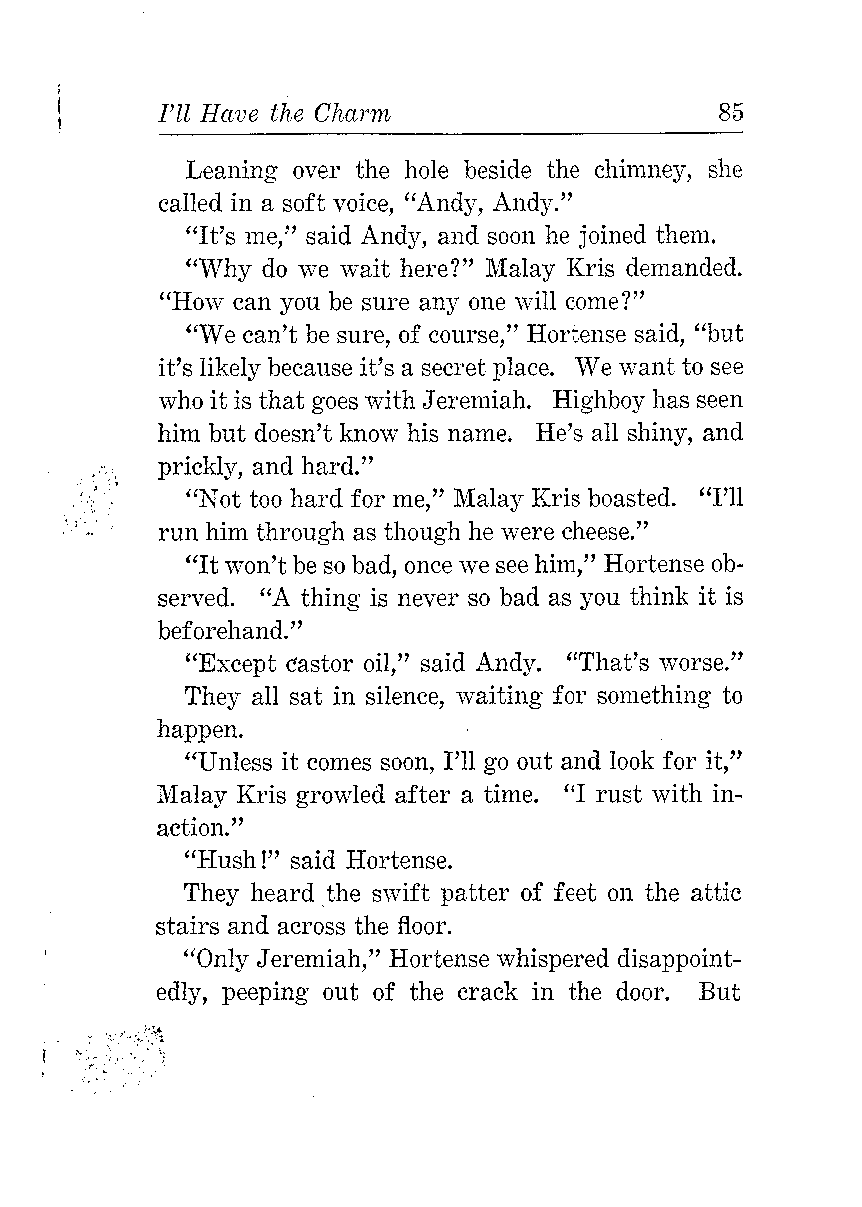 I'll Have the Charm 85
Leaning over the hole beside the chimney, she
called in a soft voice, “Andy, Andy.”
“It's me,” said Andy, and soon he joined them.
“Why do we wait here?” Malay Kris demanded.
“How can you be sure any one will come?”
“We can't be sure, of course,” Hortense said, “but
it's likely because it's a secret place. We want to see
who it is that goes with Jeremiah. Highboy has seen
him but doesn't know his name. He's all shiny, and
prickly, and hard.”
“Not too hard for me,” Malay Kris boasted. “I'll
run him through as though he were cheese.”
“It won't be so bad, once we see him,” Hortense ob-
served. “A thing is never so bad as you think it is
beforehand.”
“Except castor oil,” said Andy. “That's worse.”
They all sat in silence, waiting for something to
happen.
“Unless it comes soon, I'll go out and look for it,”
Malay Kris growled after a time. “I rust with in-
action.”
“Hush!” said Hortense.
They heard the swift patter of feet on the attic
stairs and across the floor.
“Only Jeremiah,” Hortense whispered disappoint-
edly, peeping out of the crack in the door. But